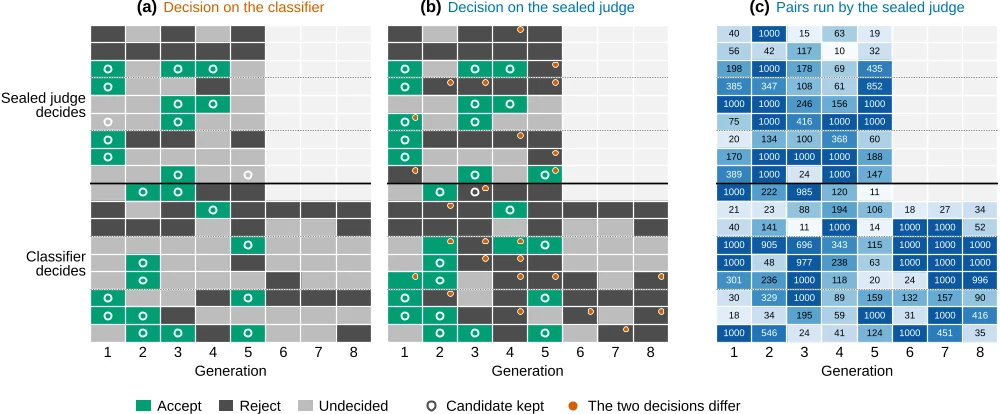 (a) Decision on the classifier
(b) Decision on the sealed judge
(c) Pairs run by the sealed judge
Sealed judge
decides
Classifier
decides
40 1000 15 63 19
56 42 117 10 32
198 1000 178 69 435
385 347 108 61 852
1000 1000 246 156 1000
75 1000 416 1000 1000
20 134 100 368 60
170 1000 1000 1000 188
389 1000 24 1000 147
1000 222 985 120 11
21 23 88 194 106 18 27 34
40 141 11 1000 14 1000 1000 52
1000 905 696 343 115 1000 1000 1000
1000 48 977 238 63 1000 1000 1000
301 236 1000 118 20 24 1000 996
30 329 1000 89 159 132 157 90
18 34 195 59 1000 31 1000 416
1000 546 24 41 124 1000 451 35
1 2 3 4 5 6 7 8
1 2 3 4 5 6 7 8
1 2 3 4 5 6 7 8
Generation
Generation
Generation
Accept Reject Undecided Candidate kept The two decisions differ